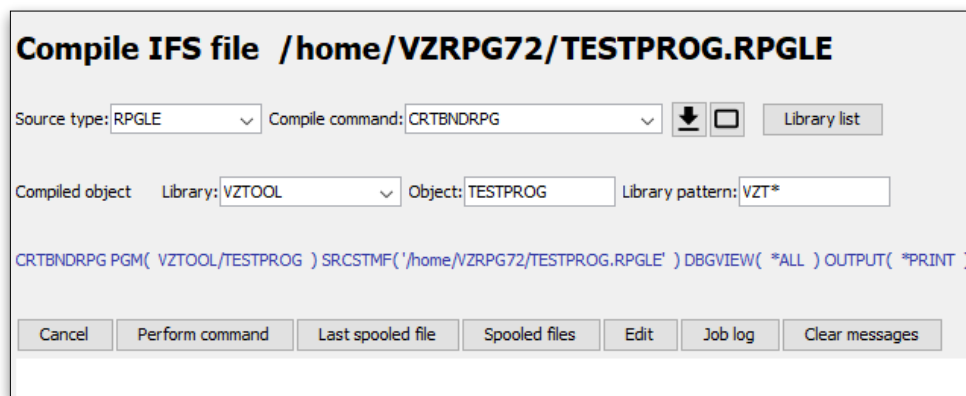 Compile IFS file /home/VZRPG72/TESTPROG.RPGLE
Source type: RPGLE Compile command: CRTBNDRPG Library list
Compiled object Library: VZTOOL Object: TESTPROG Library pattern: VZT*
CRTBNDRPG PGM( VZTOOL/TESTPROG ) SRCSTMF('/home/VZRPG72/TESTPROG.RPGLE' ) DBGVIEW( *ALL ) OUTPUT( *PRINT )
Cancel Perform command Last spooled file Spooled files Edit Job log Clear messages